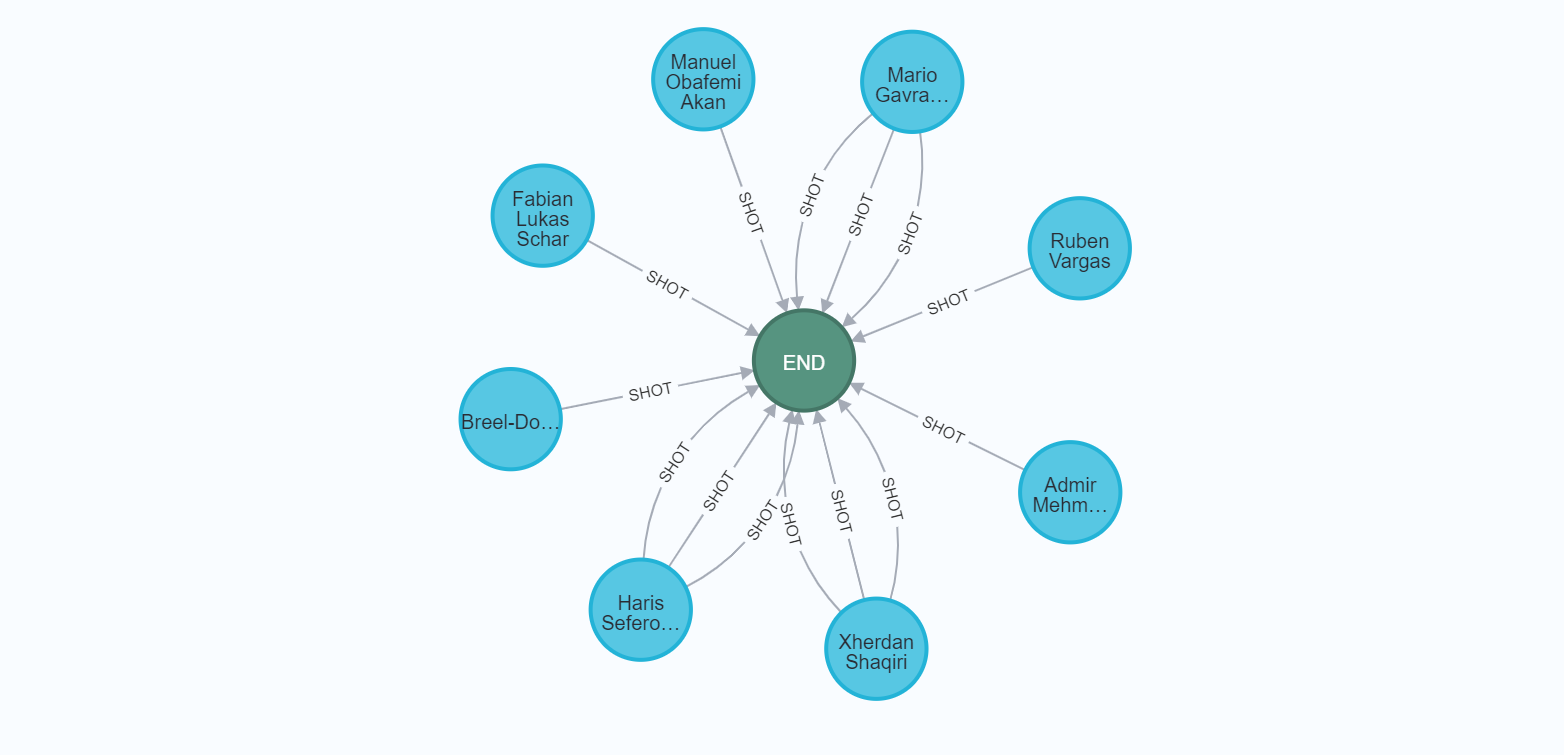 Manuel
Obafemi
Akan
Mario
Gavra…
SHOT
SHOT
SHOT
SHOT
Fabian
Lukas
Schar
SHOT
Ruben
Vargas
SHOT
END
Breel-Do…
SHOT
SHOT
SHOT
SHOT
SHOT
SHOT
SHOT
SHOT
Admir
Mehm…
Haris
Sefero…
Xherdan
Shaqiri